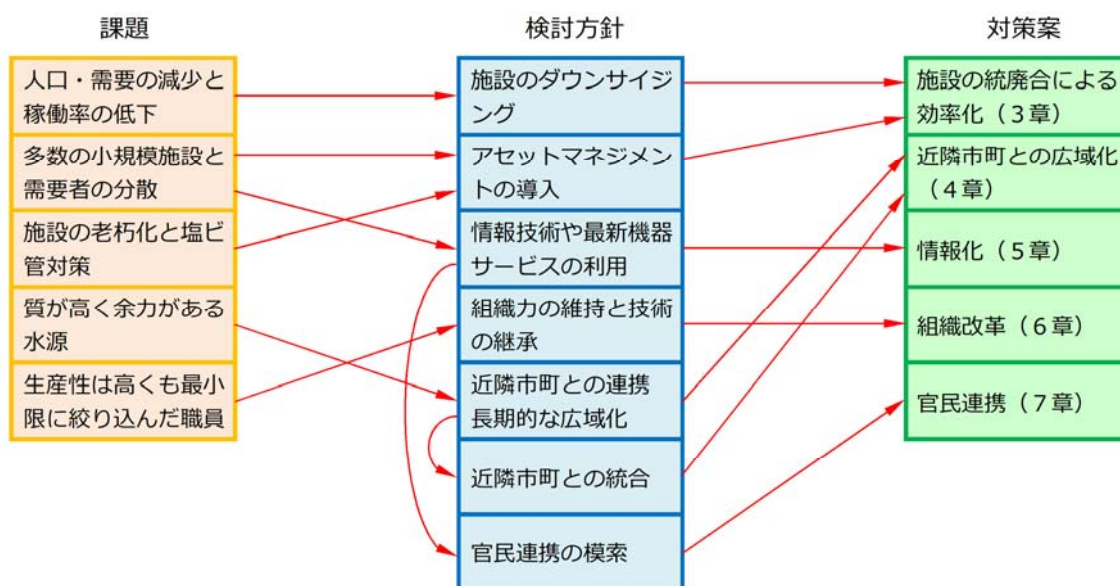 課題
人口・需要の減少と
稼働率の低下
多数の小規模施設と
需要者の分散
施設の老朽化と塩ビ
管対策
質が高く余力がある
水源
生産性は高くも最小
限に絞り込んだ職員
検討方針
施設のダウンサイジ
ング
アセットマネジメン
トの導入
情報技術や最新機器
サービスの利用
組織力の維持と技術
の継承
近隣市町との連携
長期的な広域化
近隣市町との統合
官民連携の模索
対策案
施設の統廃合による
効率化（３章）
近隣市町との広域化
（４章）
情報化（５章）
組織改革（６章）
官民連携（７章）